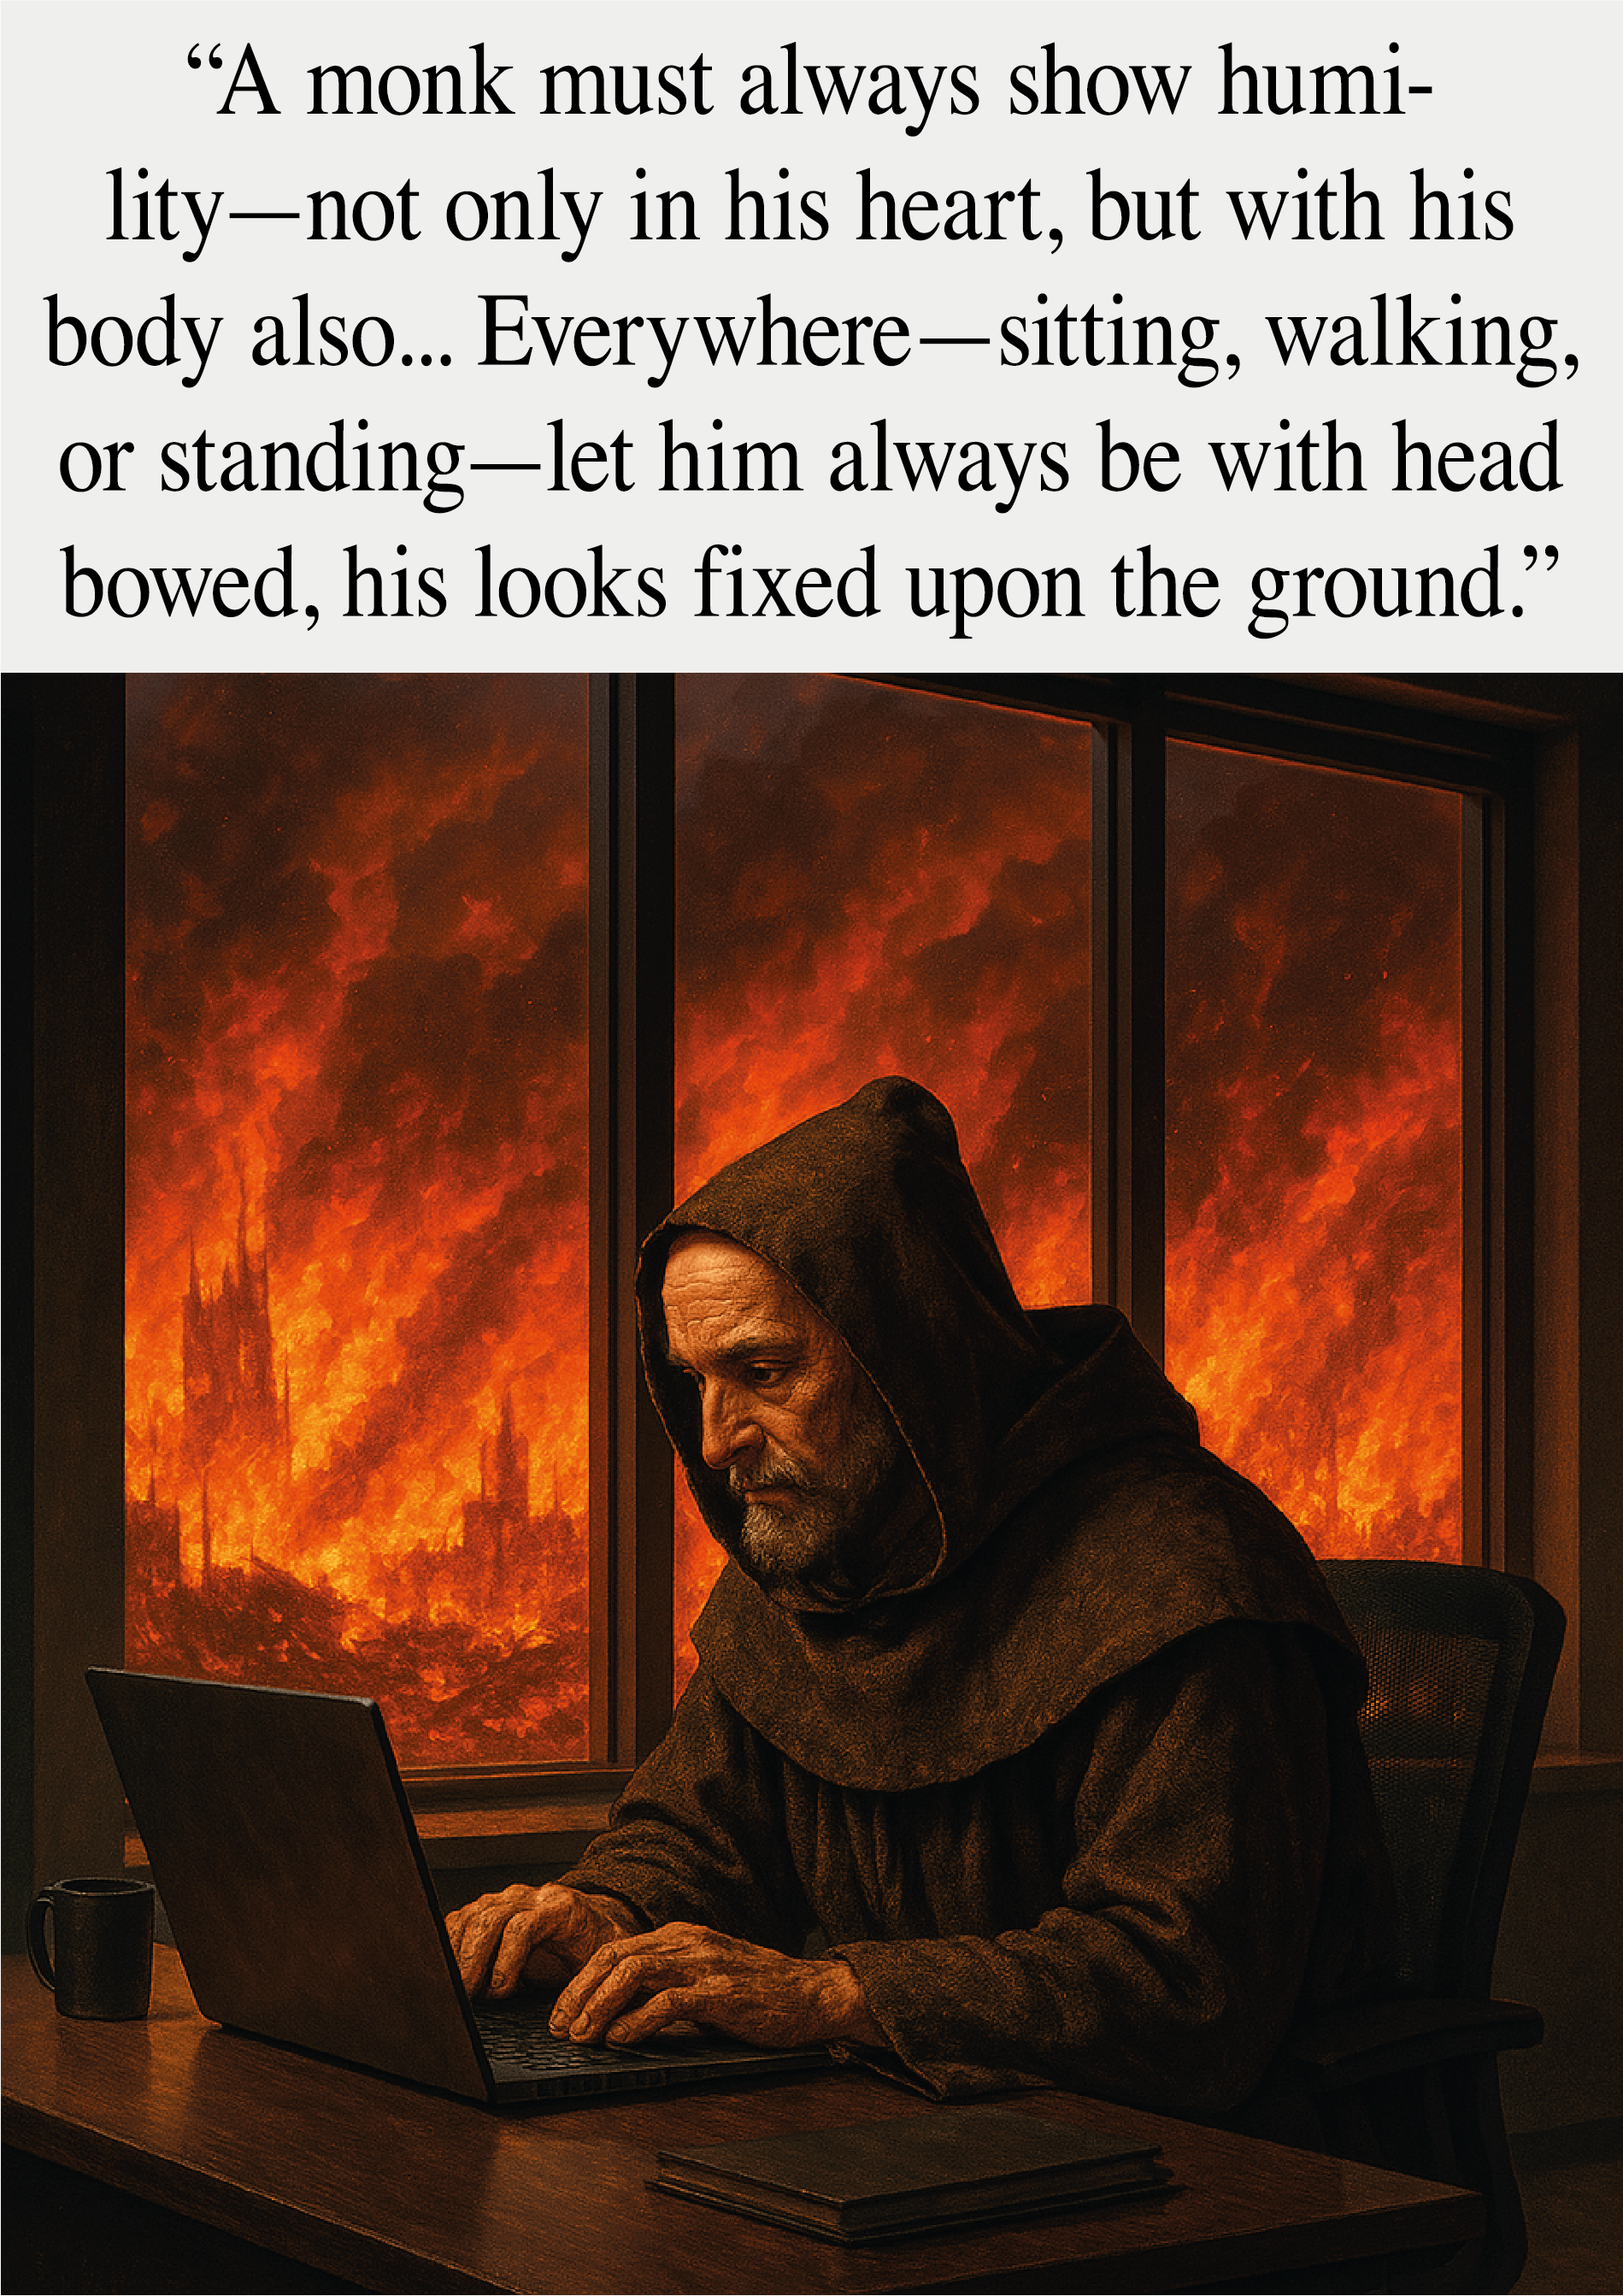 “A monk must always show humi-
lity—not only in his heart, but with his
body also... Everywhere—sitting, walking,
or standing—let him always be with head
bowed, his looks fixed upon the ground.”